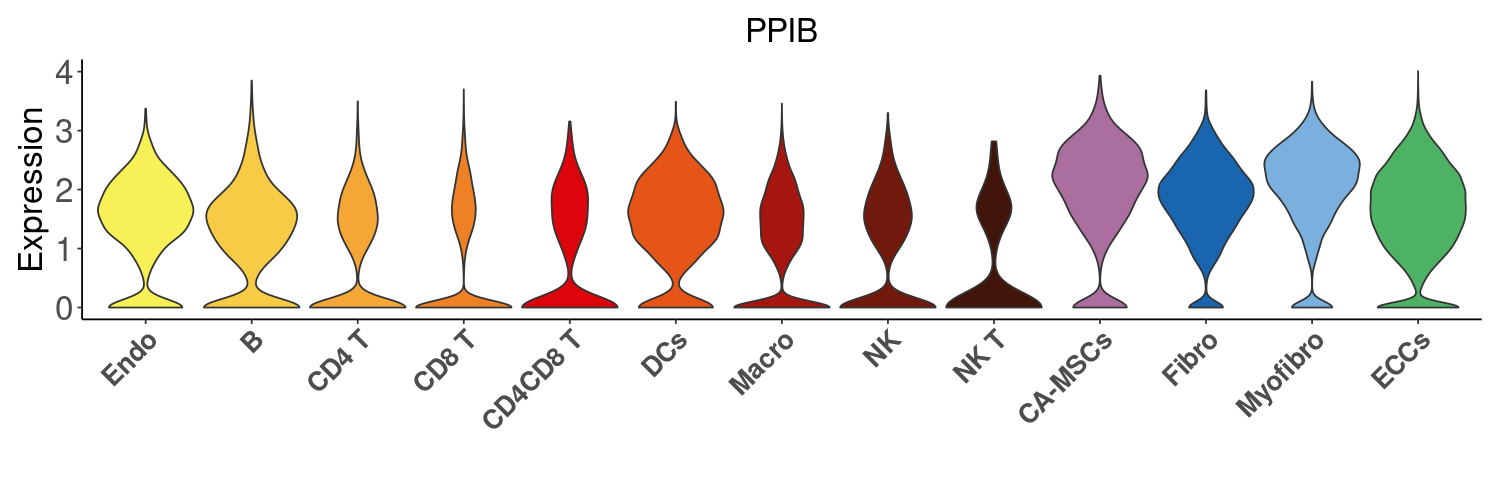 PPIB
Expression
4
3
2
1
0
Endo
B
CD4 T
CD8 T
CD4CD8 T
DCs
Macro
NK
NK T
CA-MSCs
Fibro
Myofibro
ECCs